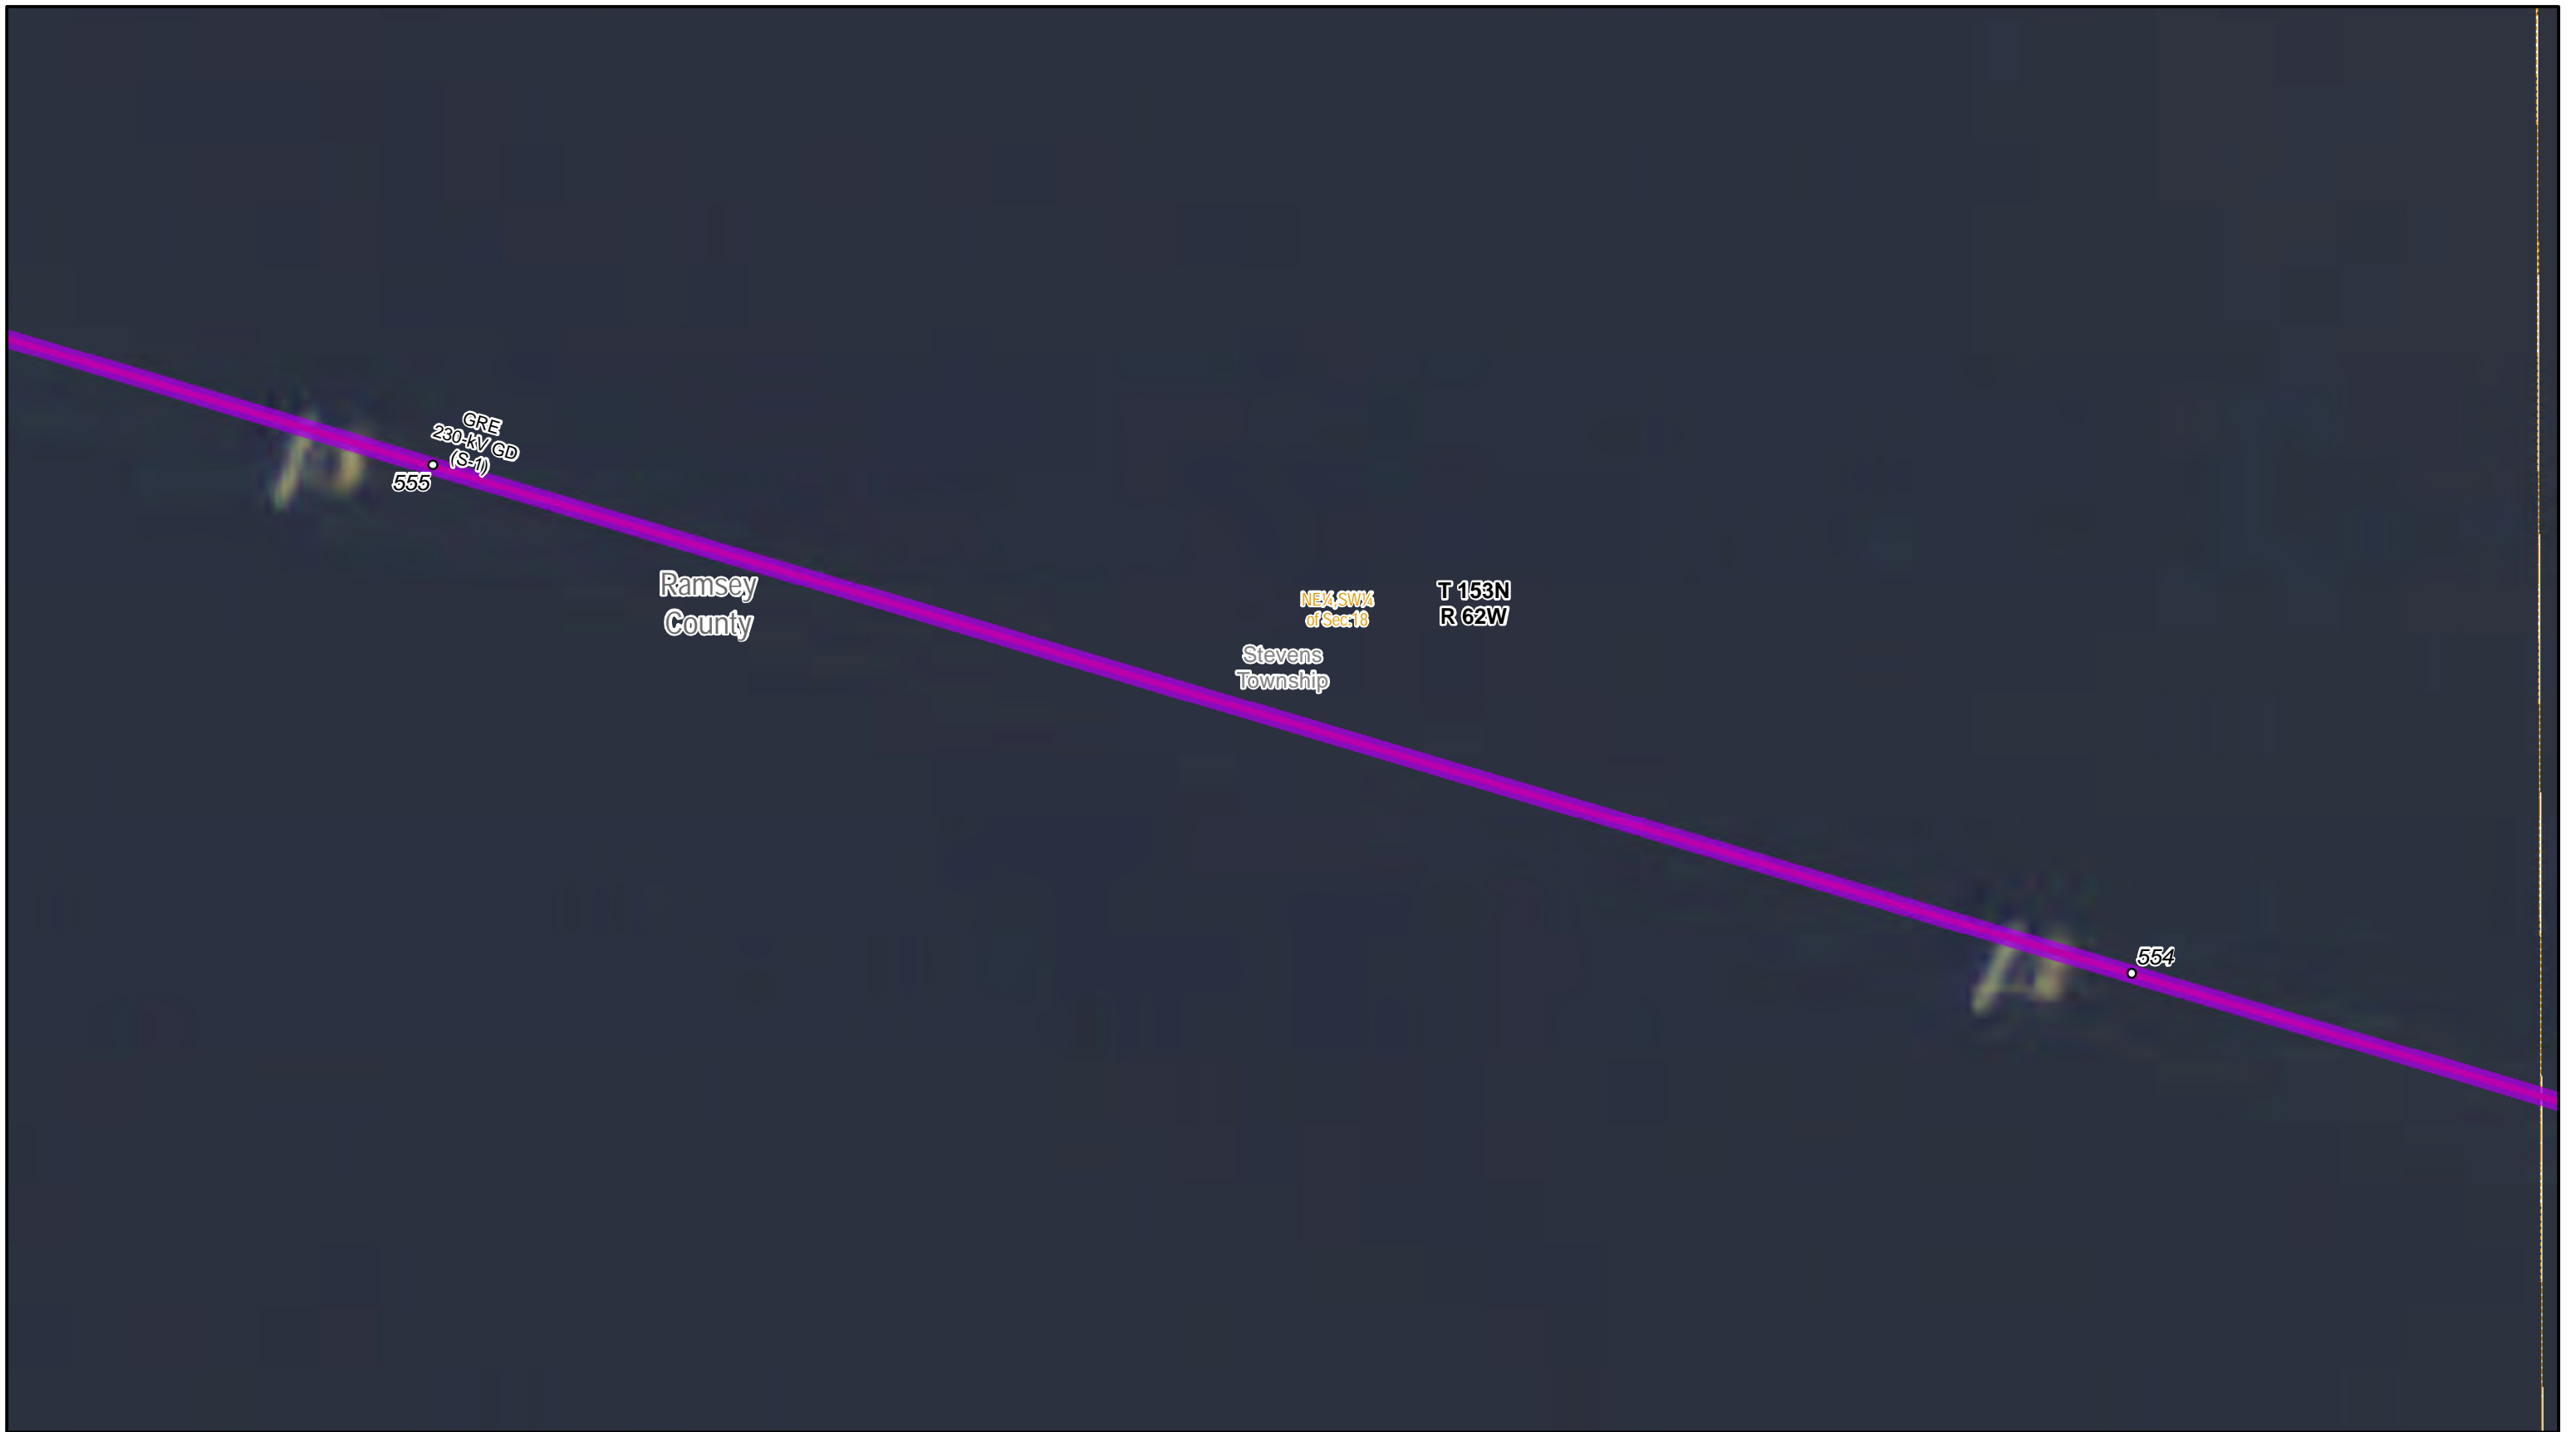 GRE
230-kV GD
(S-1)
555
Ramsey
County
NE¼,SW¼
of Sec:18
T 153N
R 62W
Stevens
Township
554